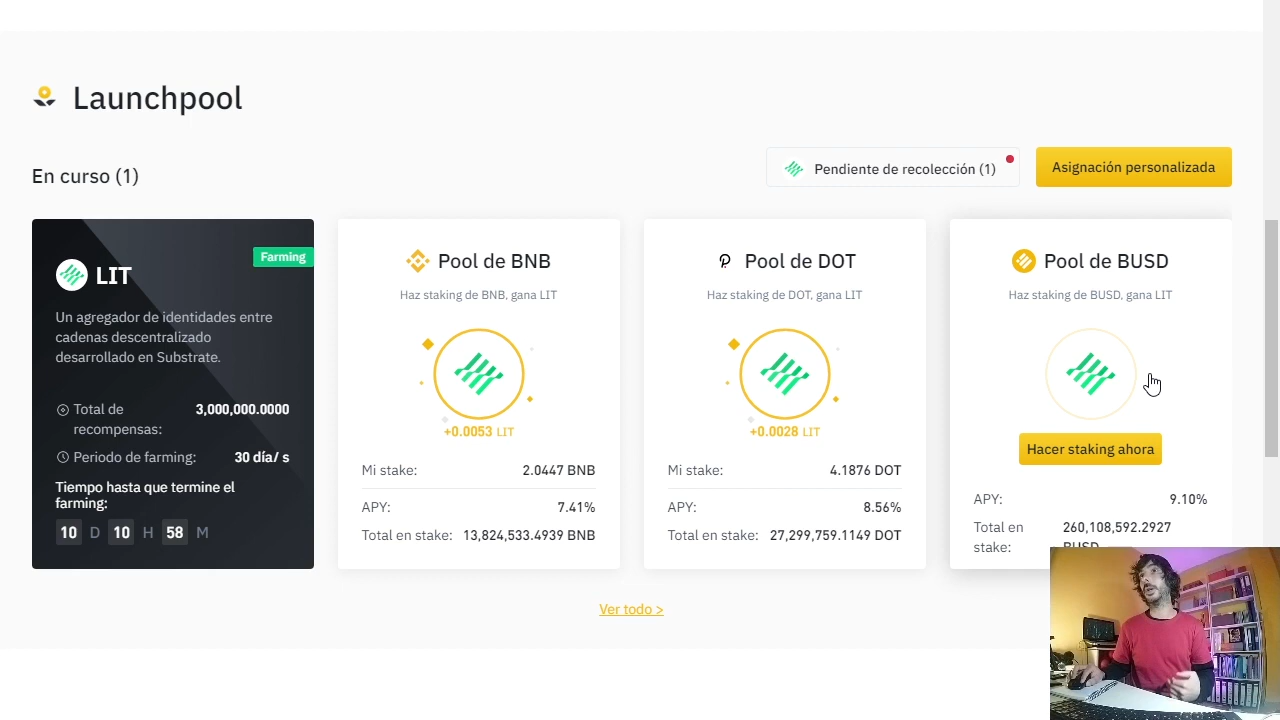 Launchpool
En curso (1)
Pendiente de recolección (1)
Asignación personalizada
Farming
LIT
Un agregador de identidades entre
cadenas descentralizado
desarrollado en Substrate.
Total de
recompensas:
3,000,000.0000
Periodo de farming:
30 día/ s
Tiempo hasta que termine el
farming:
10 D 10 H 58 M
Pool de BNB
Haz staking de BNB, gana LIT
+0.0053 LIT
Mi stake:
2.0447 BNB
APY:
7.41%
Total en stake:
13,824,533.4939 BNB
Pool de DOT
Haz staking de DOT, gana LIT
+0.0028 LIT
Mi stake:
4.1876 DOT
APY:
8.56%
Total en stake:
27,299,759.1149 DOT
Pool de BUSD
Haz staking de BUSD, gana LIT
Hacer staking ahora
APY:
9.10%
Total en
stake:
260,108,592.2927
BUSD
Ver todo >